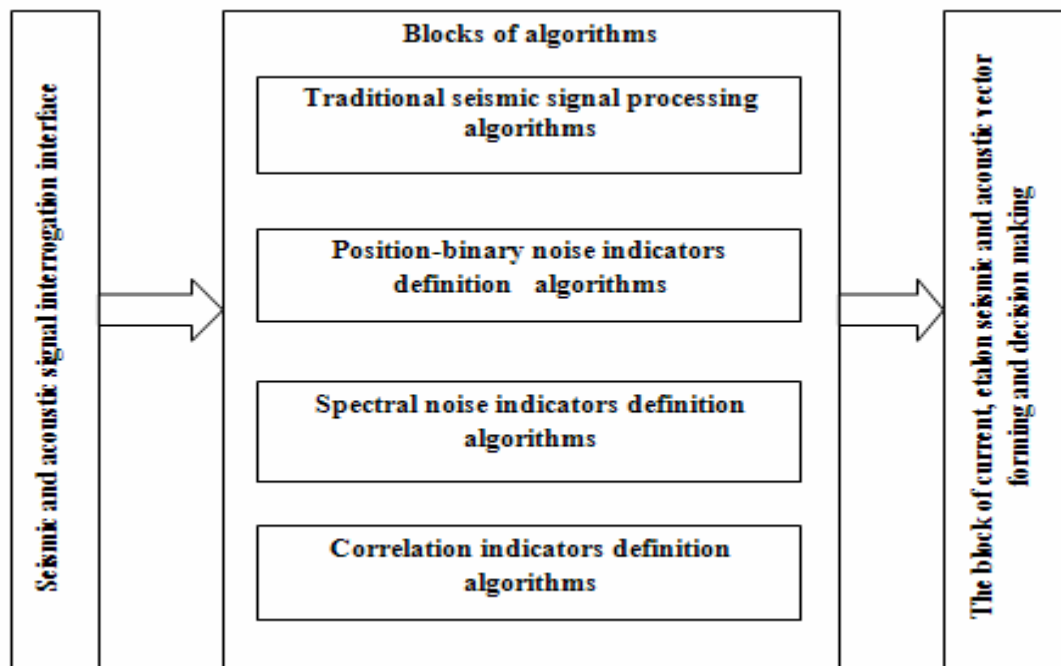 Seismic and acoustic signal interrogation interface
Blocks of algorithms
Traditional seismic signal processing
algorithms
Position-binary noise indicators
definition algorithms
Spectral noise indicators definition
algorithms
Correlation indicators definition
algorithms
The block of current, etalon seismic and acoustic vector
forming and decision making